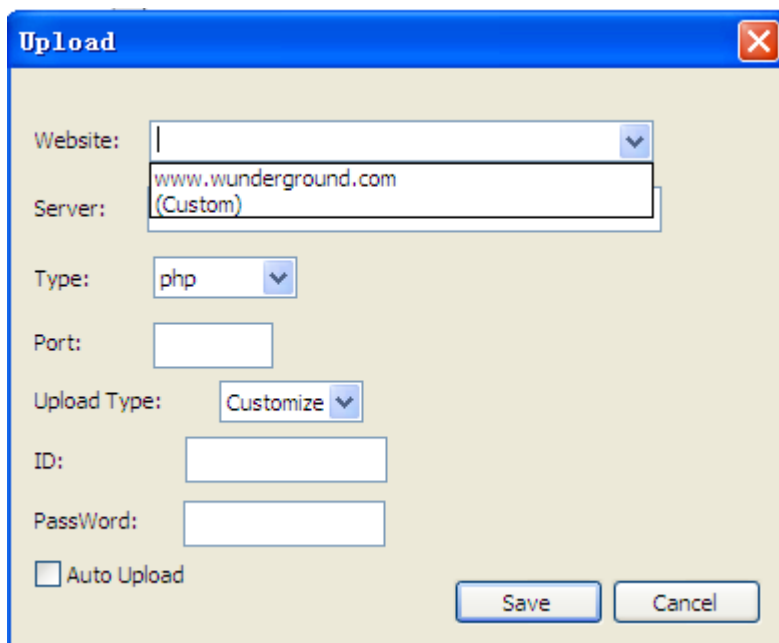 Upload
Website:
www.wunderground.com
(Custom)
Server:
Type: php
Port:
Upload Type: Customize
ID:
PassWord:
Auto Upload
Save Cancel